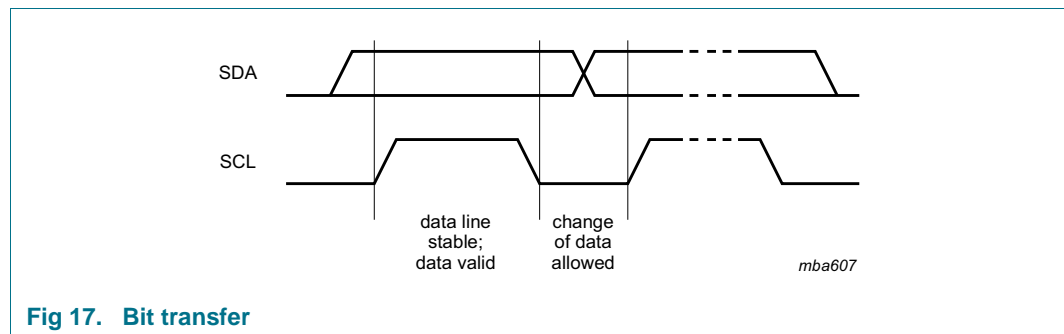 SDA
SCL
data line
stable;
data valid
change
of data
allowed
mba607
Fig 17. Bit transfer